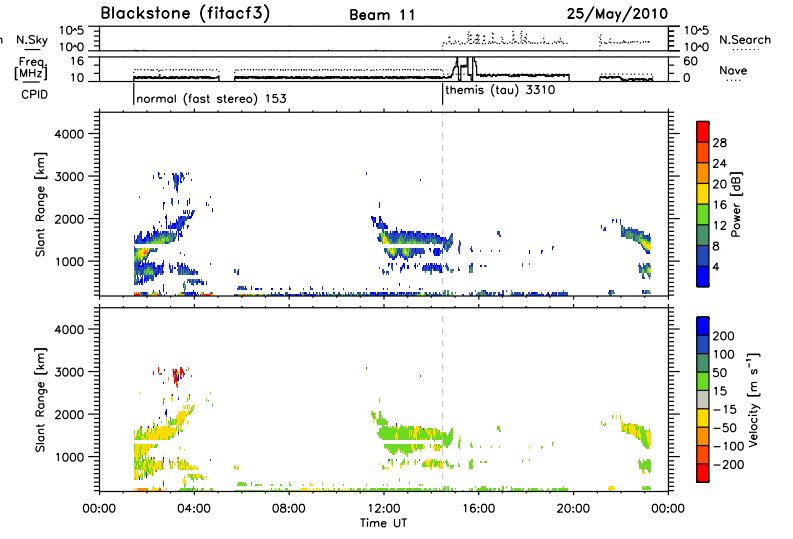 Blackstone (fitacf3) Beam 11 25/May/2010
N.Sky 10^5 10^0 10^5 10^0 N.Search
Freq. [MHz] 16 10 60 0 Nave
CPID normal (fast stereo) 153 themis (tau) 3310
Slant Range [km]
4000
3000
2000
1000
Power [dB]
28
24
20
16
12
8
4
Slant Range [km]
4000
3000
2000
1000
Velocity [m s⁻¹]
200
100
50
15
-15
-50
-100
-200
00:00 04:00 08:00 12:00 16:00 20:00 00:00
Time UT